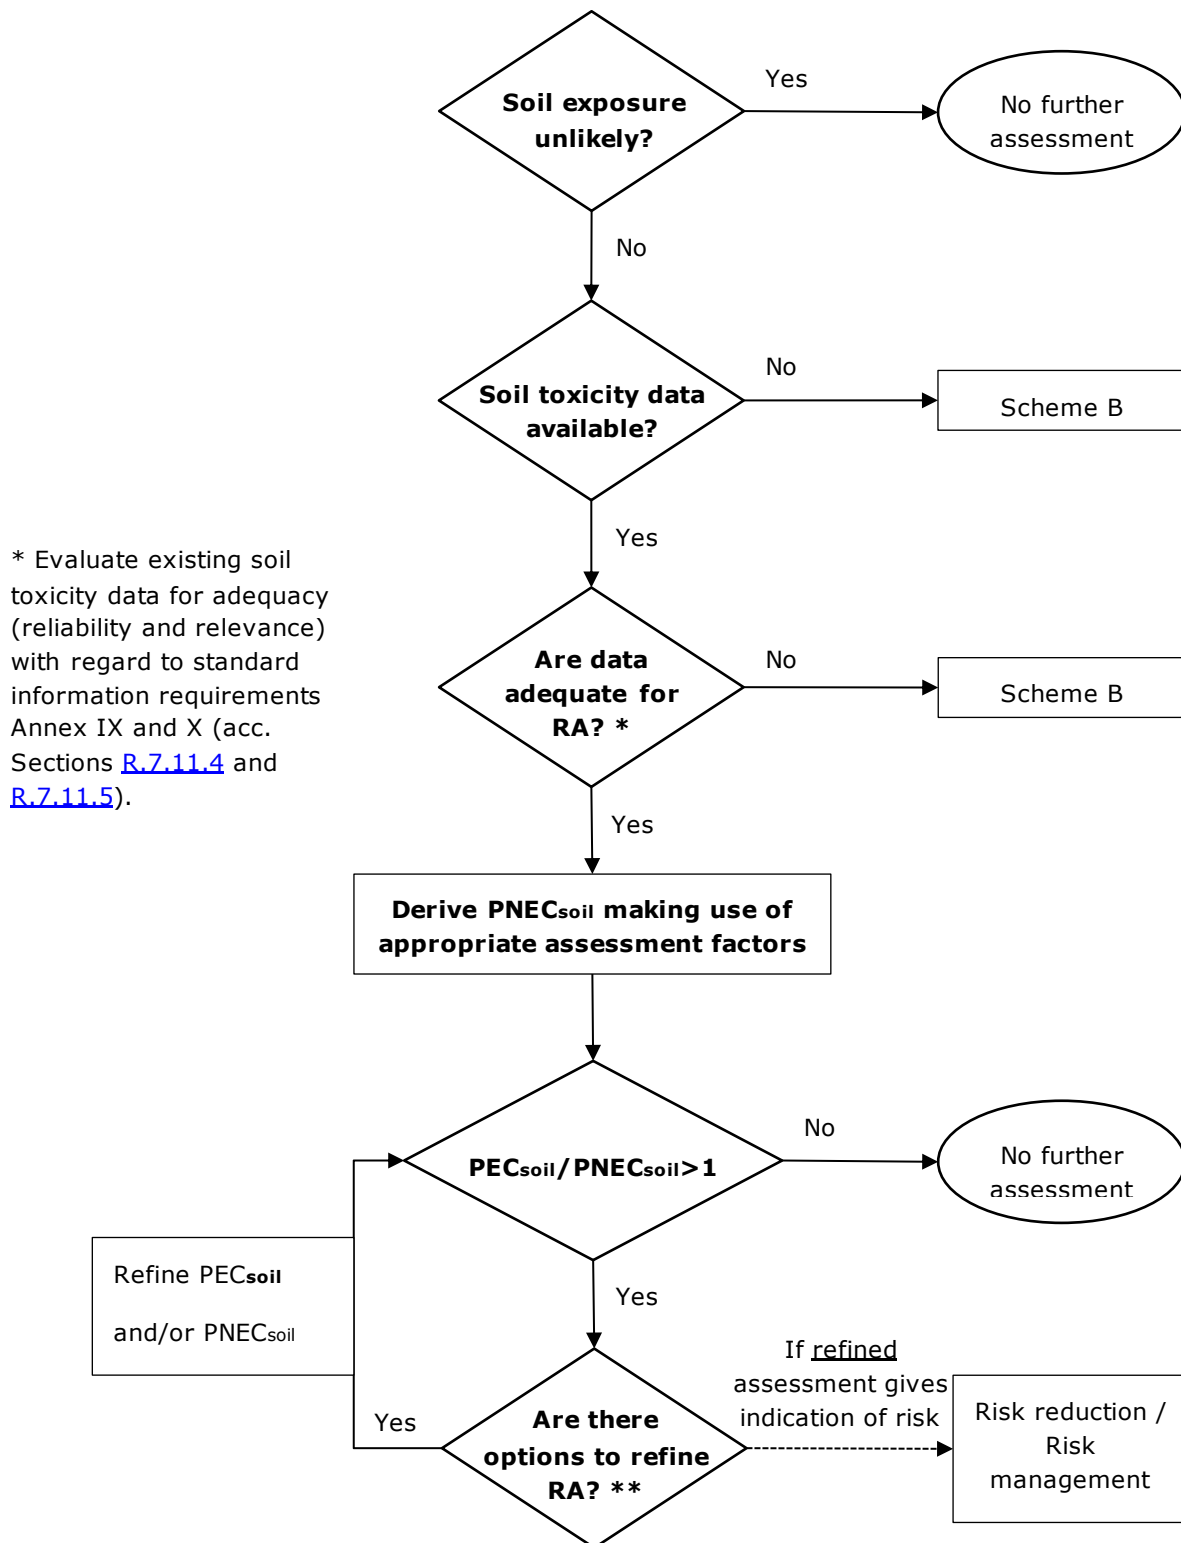 Soil exposure
unlikely?
Yes
No further
assessment
No
Soil toxicity data
available?
No
Scheme B
Yes
* Evaluate existing soil
toxicity data for adequacy
(reliability and relevance)
with regard to standard
information requirements
Annex IX and X (acc.
Sections R.7.11.4 and
R.7.11.5).
Are data
adequate for
RA? *
No
Scheme B
Yes
Derive PNECsoil making use of
appropriate assessment factors
PECsoil/PNECsoil>1
No
No further
assessment
Refine PECsoil
and/or PNECsoil
Yes
Yes
Are there
options to refine
RA? **
If refined
assessment gives
indication of risk
Risk reduction /
Risk
management